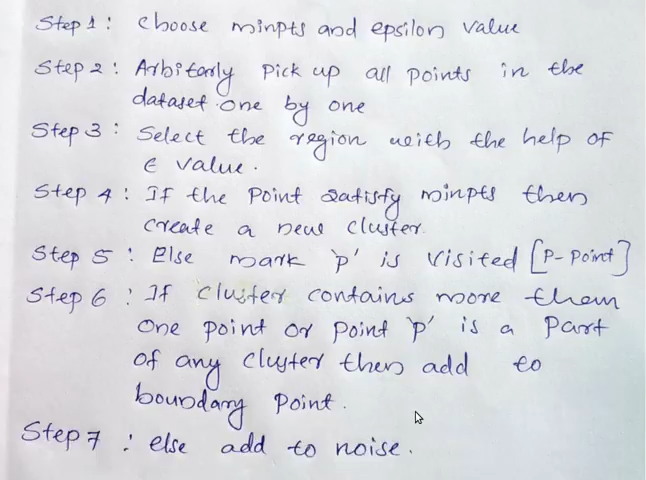 Step 1 : choose minpts and epsilon value
Step 2 : Arbitarly pick up all points in the
dataset one by one
Step 3 : Select the region with the help of
ϵ value.
Step 4 : If the point satisfy minpts then
create a new cluster.
Step 5 : Else mark 'p' is visited [P- Point]
Step 6 : If cluster contains more them
one point or point 'p' is a part
of any cluster then add to
boundary point.
Step 7 : else add to noise.